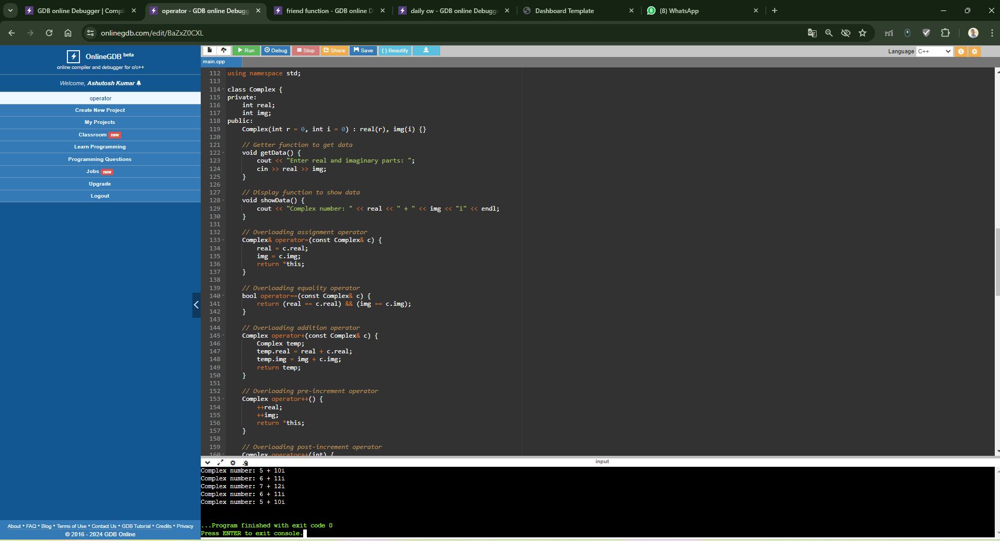 GDB online Debugger | Compil
operator - GDB online Debugg
friend function - GDB online D
daily cw - GDB online Debugge
Dashboard Template
(8) WhatsApp
onlinegdb.com/edit/BaZxZ0CXL
OnlineGDB beta
online compiler and debugger for c/c++
Welcome, Ashutosh Kumar
operator
Create New Project
My Projects
Classroom new
Learn Programming
Programming Questions
Jobs new
Upgrade
Logout
About • FAQ • Blog • Terms of Use • Contact Us • GDB Tutorial • Credits • Privacy
© 2016 - 2024 GDB Online
Run Debug Stop Share Save {} Beautify
Language C++
main.cpp
112 using namespace std;
113
114 class Complex {
115 private:
116 int real;
117 int img;
118 public:
119 Complex(int r = 0, int i = 0) : real(r), img(i) {}
120
121 // Getter function to get data
122 void getData() {
123 cout << "Enter real and imaginary parts: ";
124 cin >> real >> img;
125 }
126
127 // Display function to show data
128 void showData() {
129 cout << "Complex number: " << real << " + " << img << "i" << endl;
130 }
131
132 // Overloading assignment operator
133 Complex& operator=(const Complex& c) {
134 real = c.real;
135 img = c.img;
136 return *this;
137 }
138
139 // Overloading equality operator
140 bool operator==(const Complex& c) {
141 return (real == c.real) && (img == c.img);
142 }
143
144 // Overloading addition operator
145 Complex operator+(const Complex& c) {
146 Complex temp;
147 temp.real = real + c.real;
148 temp.img = img + c.img;
149 return temp;
150 }
151
152 // Overloading pre-increment operator
153 Complex operator++() {
154 ++real;
155 ++img;
156 return *this;
157 }
158
159 // Overloading post-increment operator
160 Complex operator++(int) {
input
Complex number: 5 + 10i
Complex number: 6 + 11i
Complex number: 7 + 12i
Complex number: 6 + 11i
Complex number: 5 + 10i
...Program finished with exit code 0
Press ENTER to exit console.